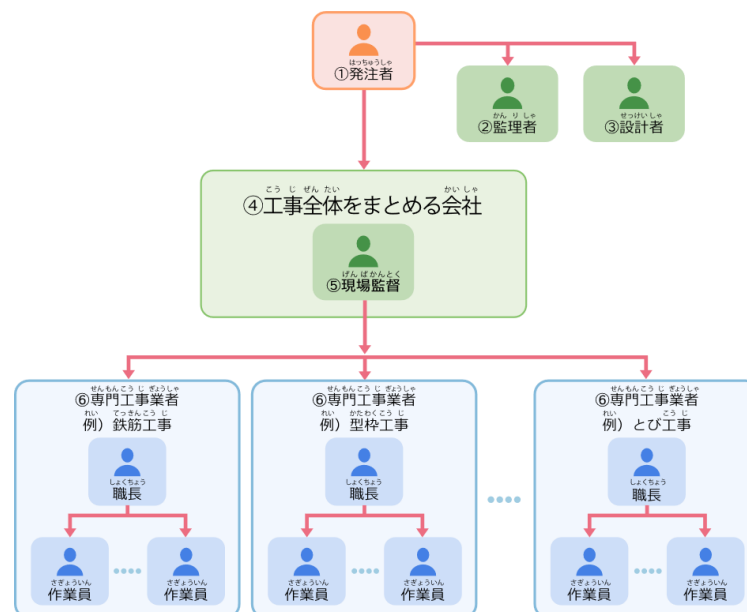 はっちゅうしゃ
①発注者
かんりしゃ
②監理者
せっけいしゃ
③設計者
こうじぜんたい かいしゃ
④工事全体をまとめる会社
げんばかんとく
⑤現場監督
せんもんこうじぎょうしゃ
⑥専門工事業者
れい てっきんこうじ
例）鉄筋工事
しょくちょう
職長
さぎょういん
作業員
さぎょういん
作業員
せんもんこうじぎょうしゃ
⑥専門工事業者
れい かたわくこうじ
例）型枠工事
しょくちょう
職長
さぎょういん
作業員
さぎょういん
作業員
せんもんこうじぎょうしゃ
⑥専門工事業者
れい こうじ
例）とび工事
しょくちょう
職長
さぎょういん
作業員
さぎょういん
作業員